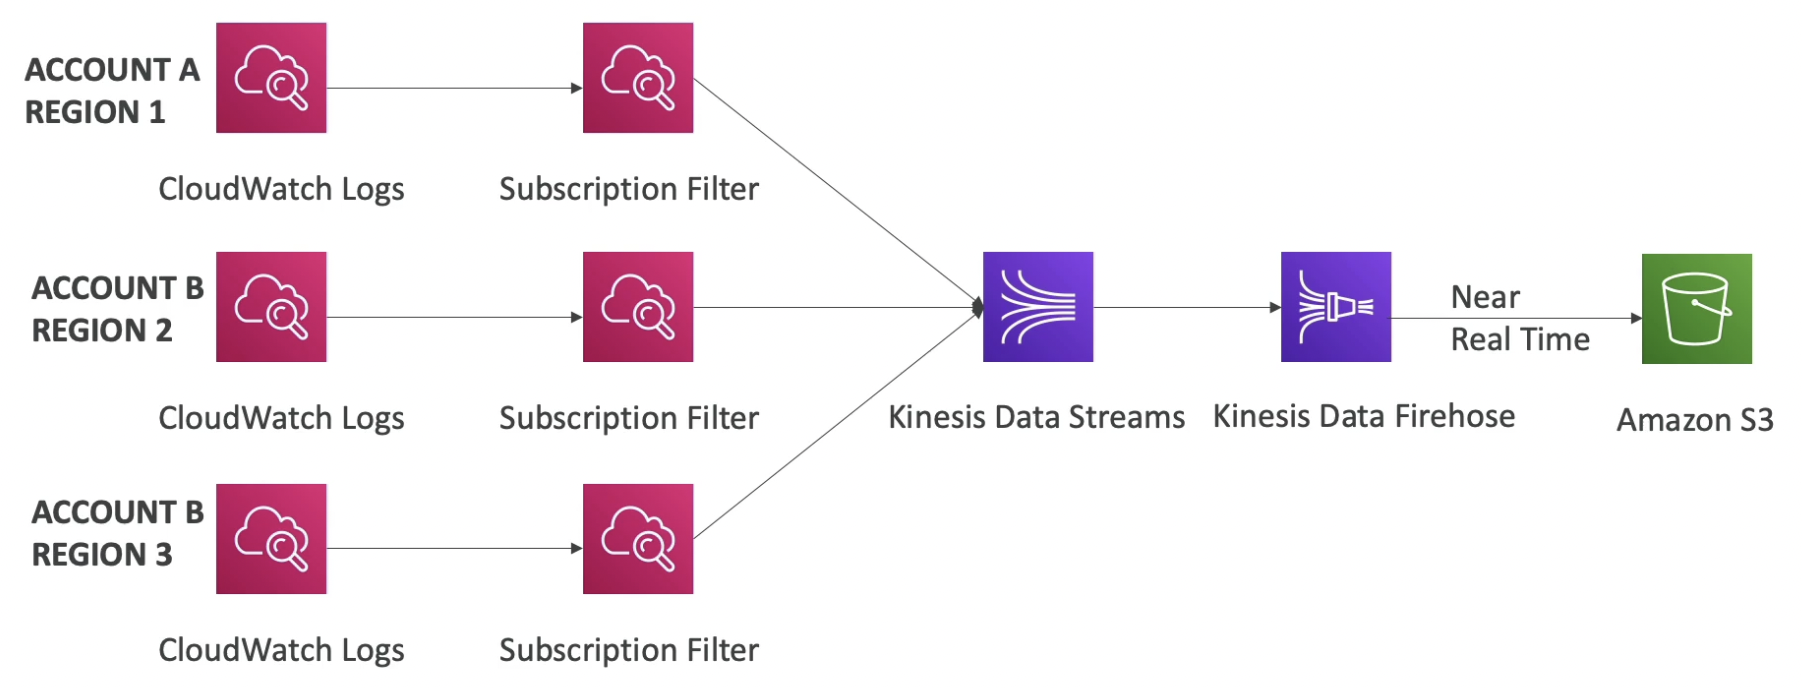 ACCOUNT A
REGION 1
CloudWatch Logs
Subscription Filter
ACCOUNT B
REGION 2
CloudWatch Logs
Subscription Filter
Kinesis Data Streams
Kinesis Data Firehose
Near
Real Time
Amazon S3
ACCOUNT B
REGION 3
CloudWatch Logs
Subscription Filter